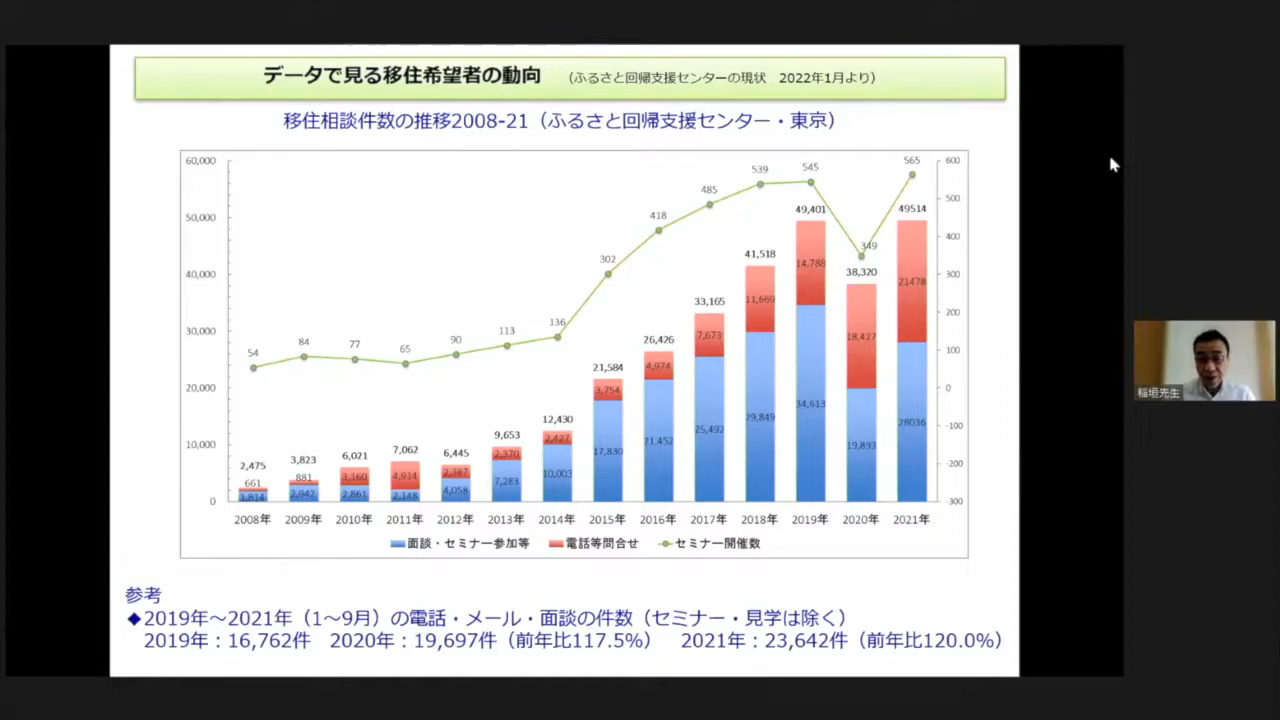 データで見る移住希望者の動向 （ふるさと回帰支援センターの現状 2022年1月より）
移住相談件数の推移2008-21（ふるさと回帰支援センター・東京）
60,000
50,000
40,000
30,000
20,000
10,000
0
54 84 77 65 90 113 136 302 418 485 539 545 349 565
2,475 3,823 6,021 7,062 6,445 9,653 12,430 21,584 26,426 33,165 41,518 49,401 38,320 49514
661 881 3,160 4,914 2,387 2,370 2,427 3,754 4,974 7,673 11,669 14,788 18,427 21478
1,814 2,942 2,861 2,148 4,058 7,283 10,003 17,830 21,452 25,492 29,849 34,613 19,893 28036
600
500
400
300
200
100
0
-100
-200
-300
2008年 2009年 2010年 2011年 2012年 2013年 2014年 2015年 2016年 2017年 2018年 2019年 2020年 2021年
面談・セミナー参加等 電話等問合せ セミナー開催数
参考
◆2019年～2021年（1～9月）の電話・メール・面談の件数（セミナー・見学は除く）
2019年：16,762件 2020年：19,697件（前年比117.5%） 2021年：23,642件（前年比120.0%）
稲垣先生